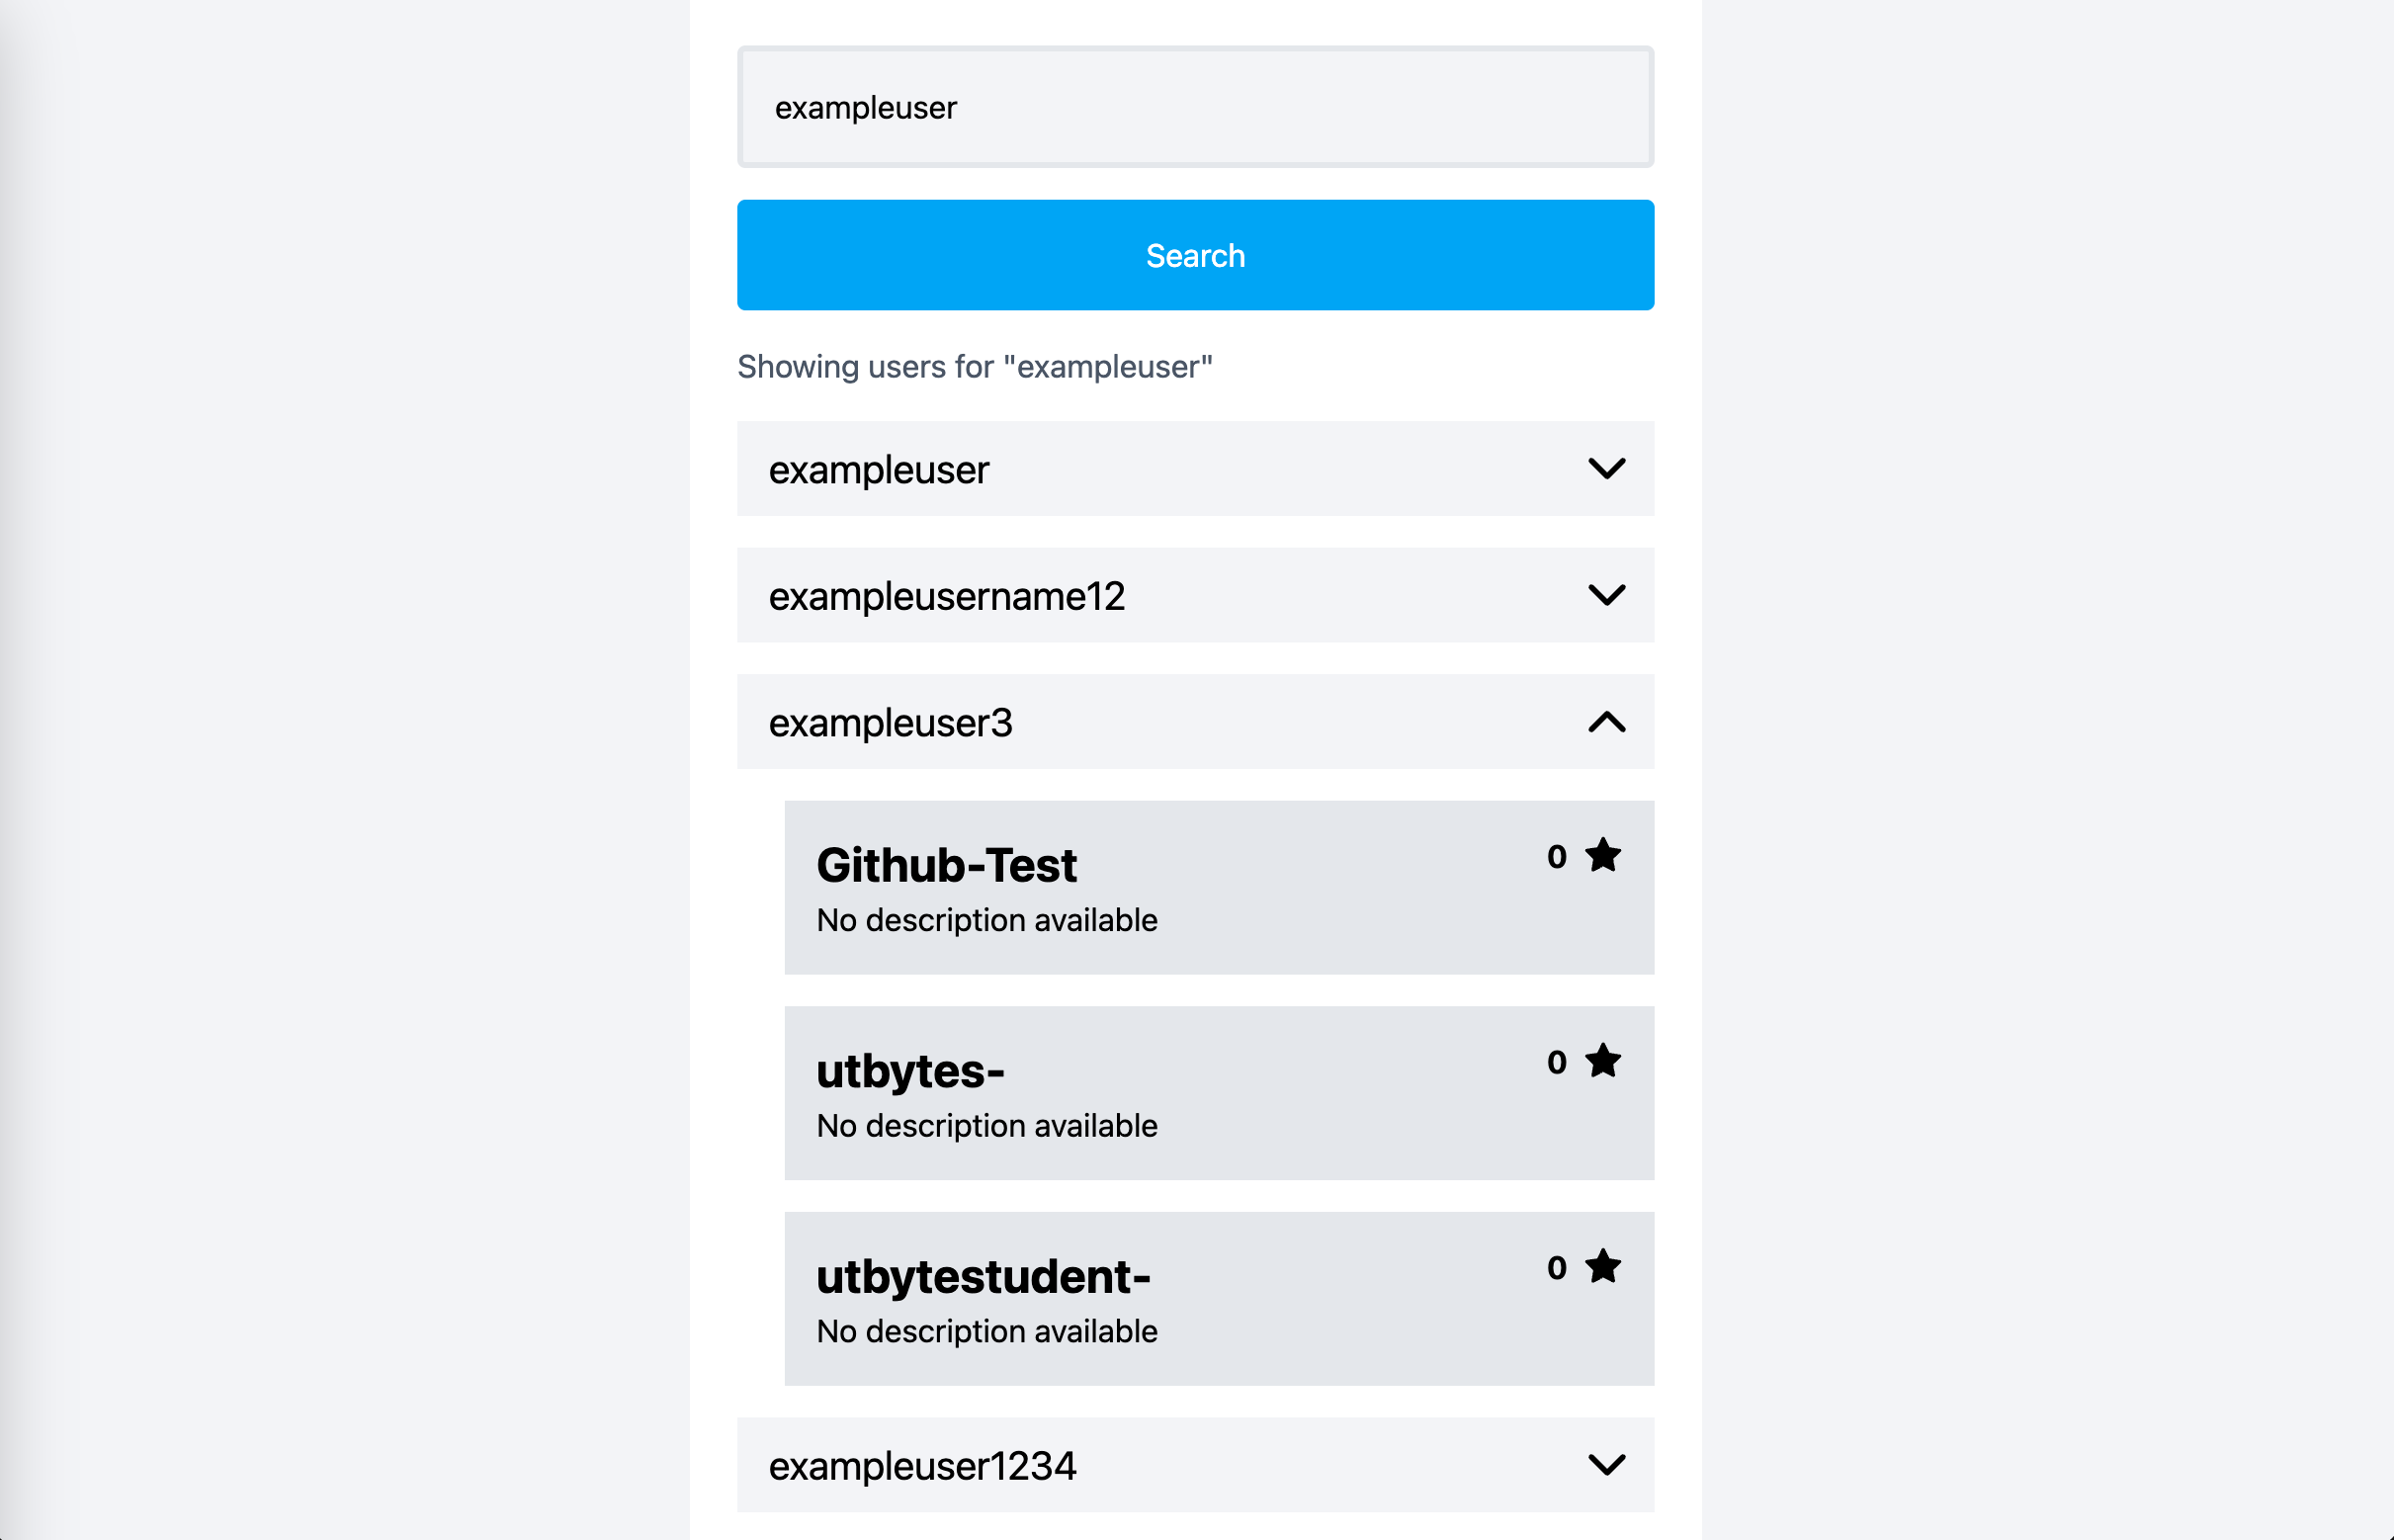 exampleuser
Search
Showing users for "exampleuser"
exampleuser
exampleusername12
exampleuser3
Github-Test
0
No description available
utbytes-
0
No description available
utbytestudent-
0
No description available
exampleuser1234